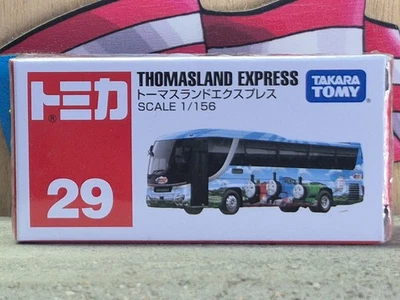 トミカ
®
29
THOMASLAND EXPRESS
トーマスランドエクスプレス
SCALE 1/156
TAKARA
TOMY